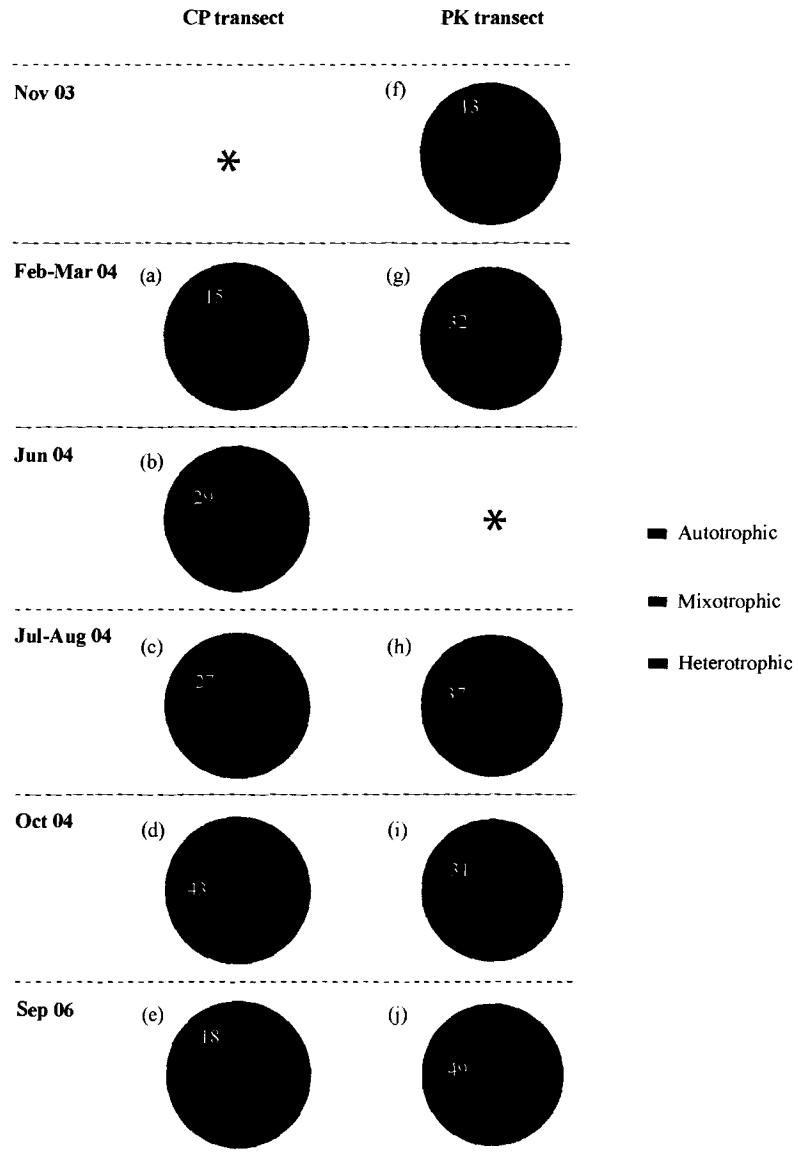 CP transect PK transect
Nov 03 (f)
13
*
Feb-Mar 04 (a) (g)
15
32
Jun 04 (b)
29
*
Autotrophic
Mixotrophic
Jul-Aug 04 (c) (h)
Heterotrophic
27
37
Oct 04 (d) (i)
31
43
Sep 06 (e) (j)
18
49